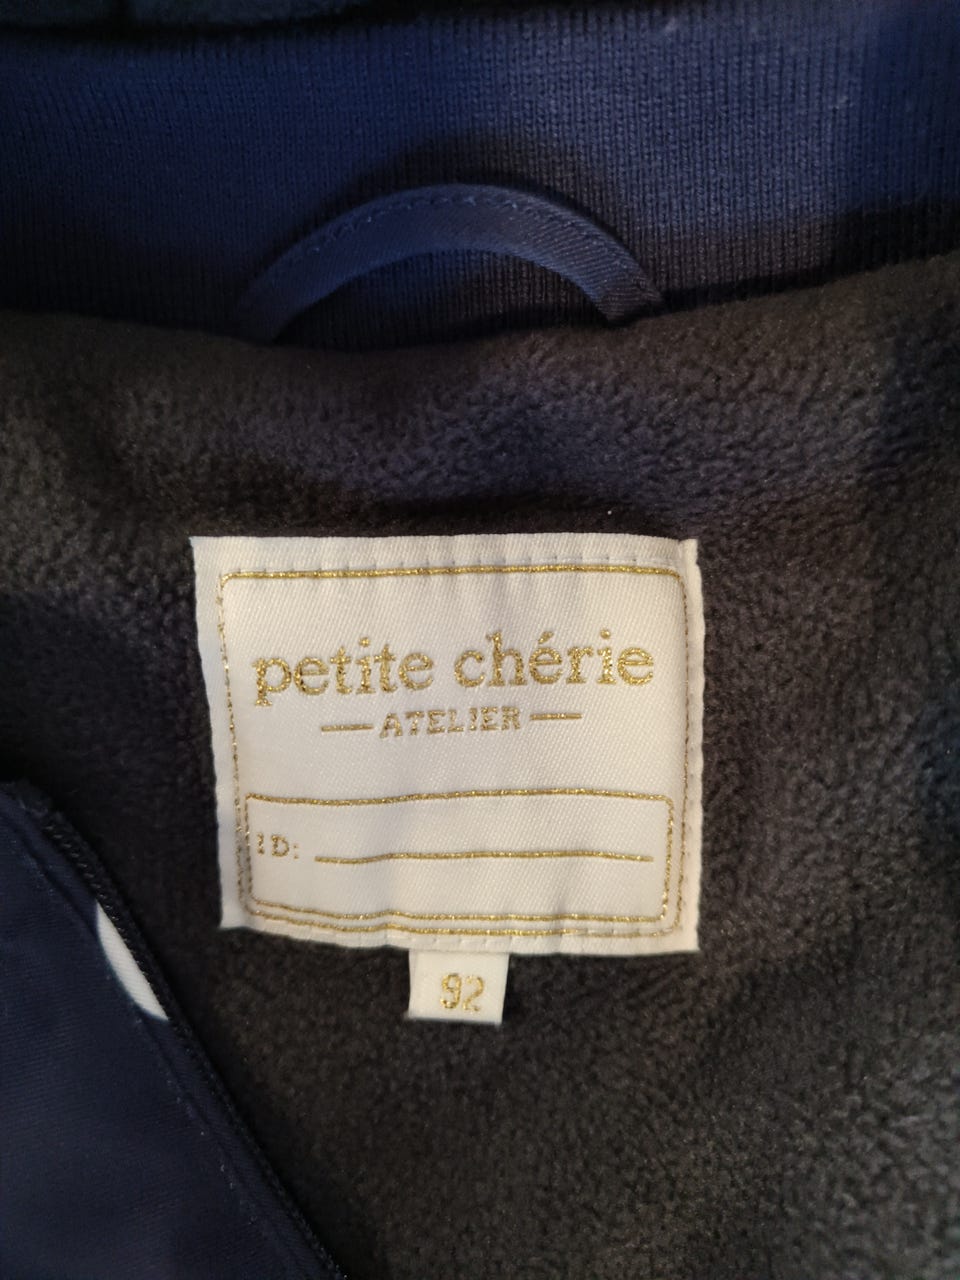 petite chérie
ATELIER
ID:
92